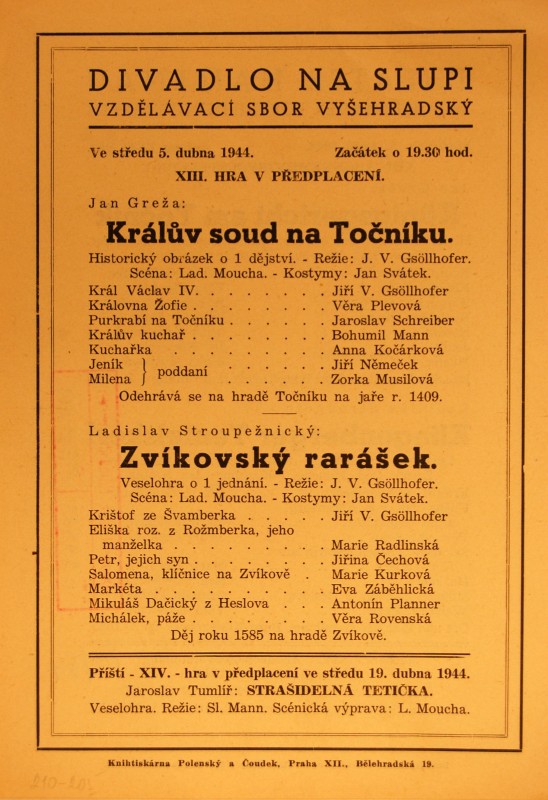 DIVADLO NA SLUPI
VZDĚLÁVACÍ SBOR VYŠEHRADSKÝ
Ve středu 5. dubna 1944. Začátek o 19.30 hod.
XIII. HRA V PŘEDPLACENÍ.
Jan Greža:
Králův soud na Točníku.
Historický obrázek o 1 dějství. - Režie: J. V. Gsöllhofer.
Scéna: Lad. Moucha. - Kostymy: Jan Svátek.
Král Václav IV. . . . . . . . Jiří V. Gsöllhofer
Královna Žofie . . . . . . . . Věra Plevová
Purkrabí na Točníku . . . . . . Jaroslav Schreiber
Králův kuchař . . . . . . . . Bohumil Mann
Kuchařka . . . . . . . . . Anna Kočárková
Jeník } poddaní . . . . . . Jiří Němeček
Milena } . . . . . . Zorka Musilová
Odehrává se na hradě Točníku na jaře r. 1409.
Ladislav Stroupežnický:
Zvíkovský rarášek.
Veselohra o 1 jednání. - Režie: J. V. Gsöllhofer.
Scéna: Lad. Moucha. - Kostymy: Jan Svátek.
Krištof ze Švamberka . . . . . Jiří V. Gsöllhofer
Eliška roz. z Rožmberka, jeho
manželka . . . . . . . . . Marie Radlinská
Petr, jejich syn . . . . . . . . Jiřina Čechová
Salomena, klíčnice na Zvíkově . Marie Kurková
Markéta . . . . . . . . . . Eva Záběhlická
Mikuláš Dačický z Heslova . . . Antonín Planner
Michálek, páže . . . . . . . . Věra Rovenská
Děj roku 1585 na hradě Zvíkově.
Příští - XIV. - hra v předplacení ve středu 19. dubna 1944.
Jaroslav Tumlíř: STRAŠIDELNÁ TETIČKA.
Veselohra. Režie: Sl. Mann. Scénická výprava: L. Moucha.
Knihtiskárna Polenský a Čoudek, Praha XII., Bělehradská 19.